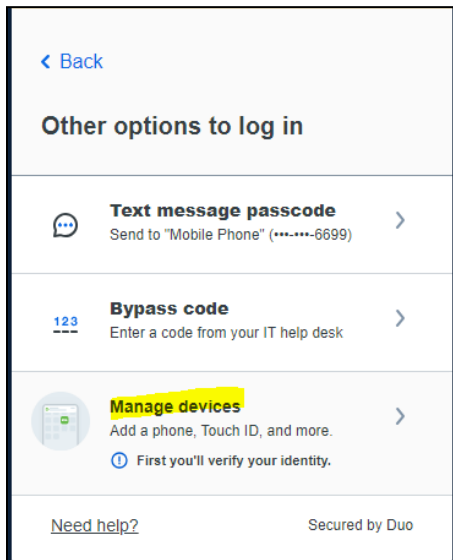 Back
Other options to log in
Text message passcode
Send to "Mobile Phone" (•••-•••-6699)
123
Bypass code
Enter a code from your IT help desk
Manage devices
Add a phone, Touch ID, and more.
First you'll verify your identity.
Need help?
Secured by Duo